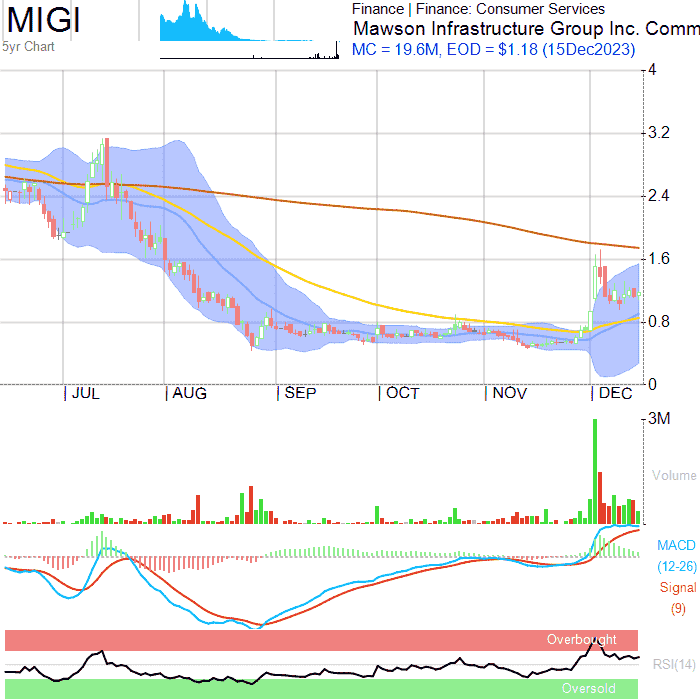 MIGI
5yr Chart
Finance | Finance: Consumer Services
Mawson Infrastructure Group Inc. Comm
MC = 19.6M, EOD = $1.18 (15Dec2023)
4
3.2
2.4
1.6
0.8
0
JUL AUG SEP OCT NOV DEC
3M
Volume
MACD
(12-26)
Signal
(9)
Overbought
RSI(14)
Oversold